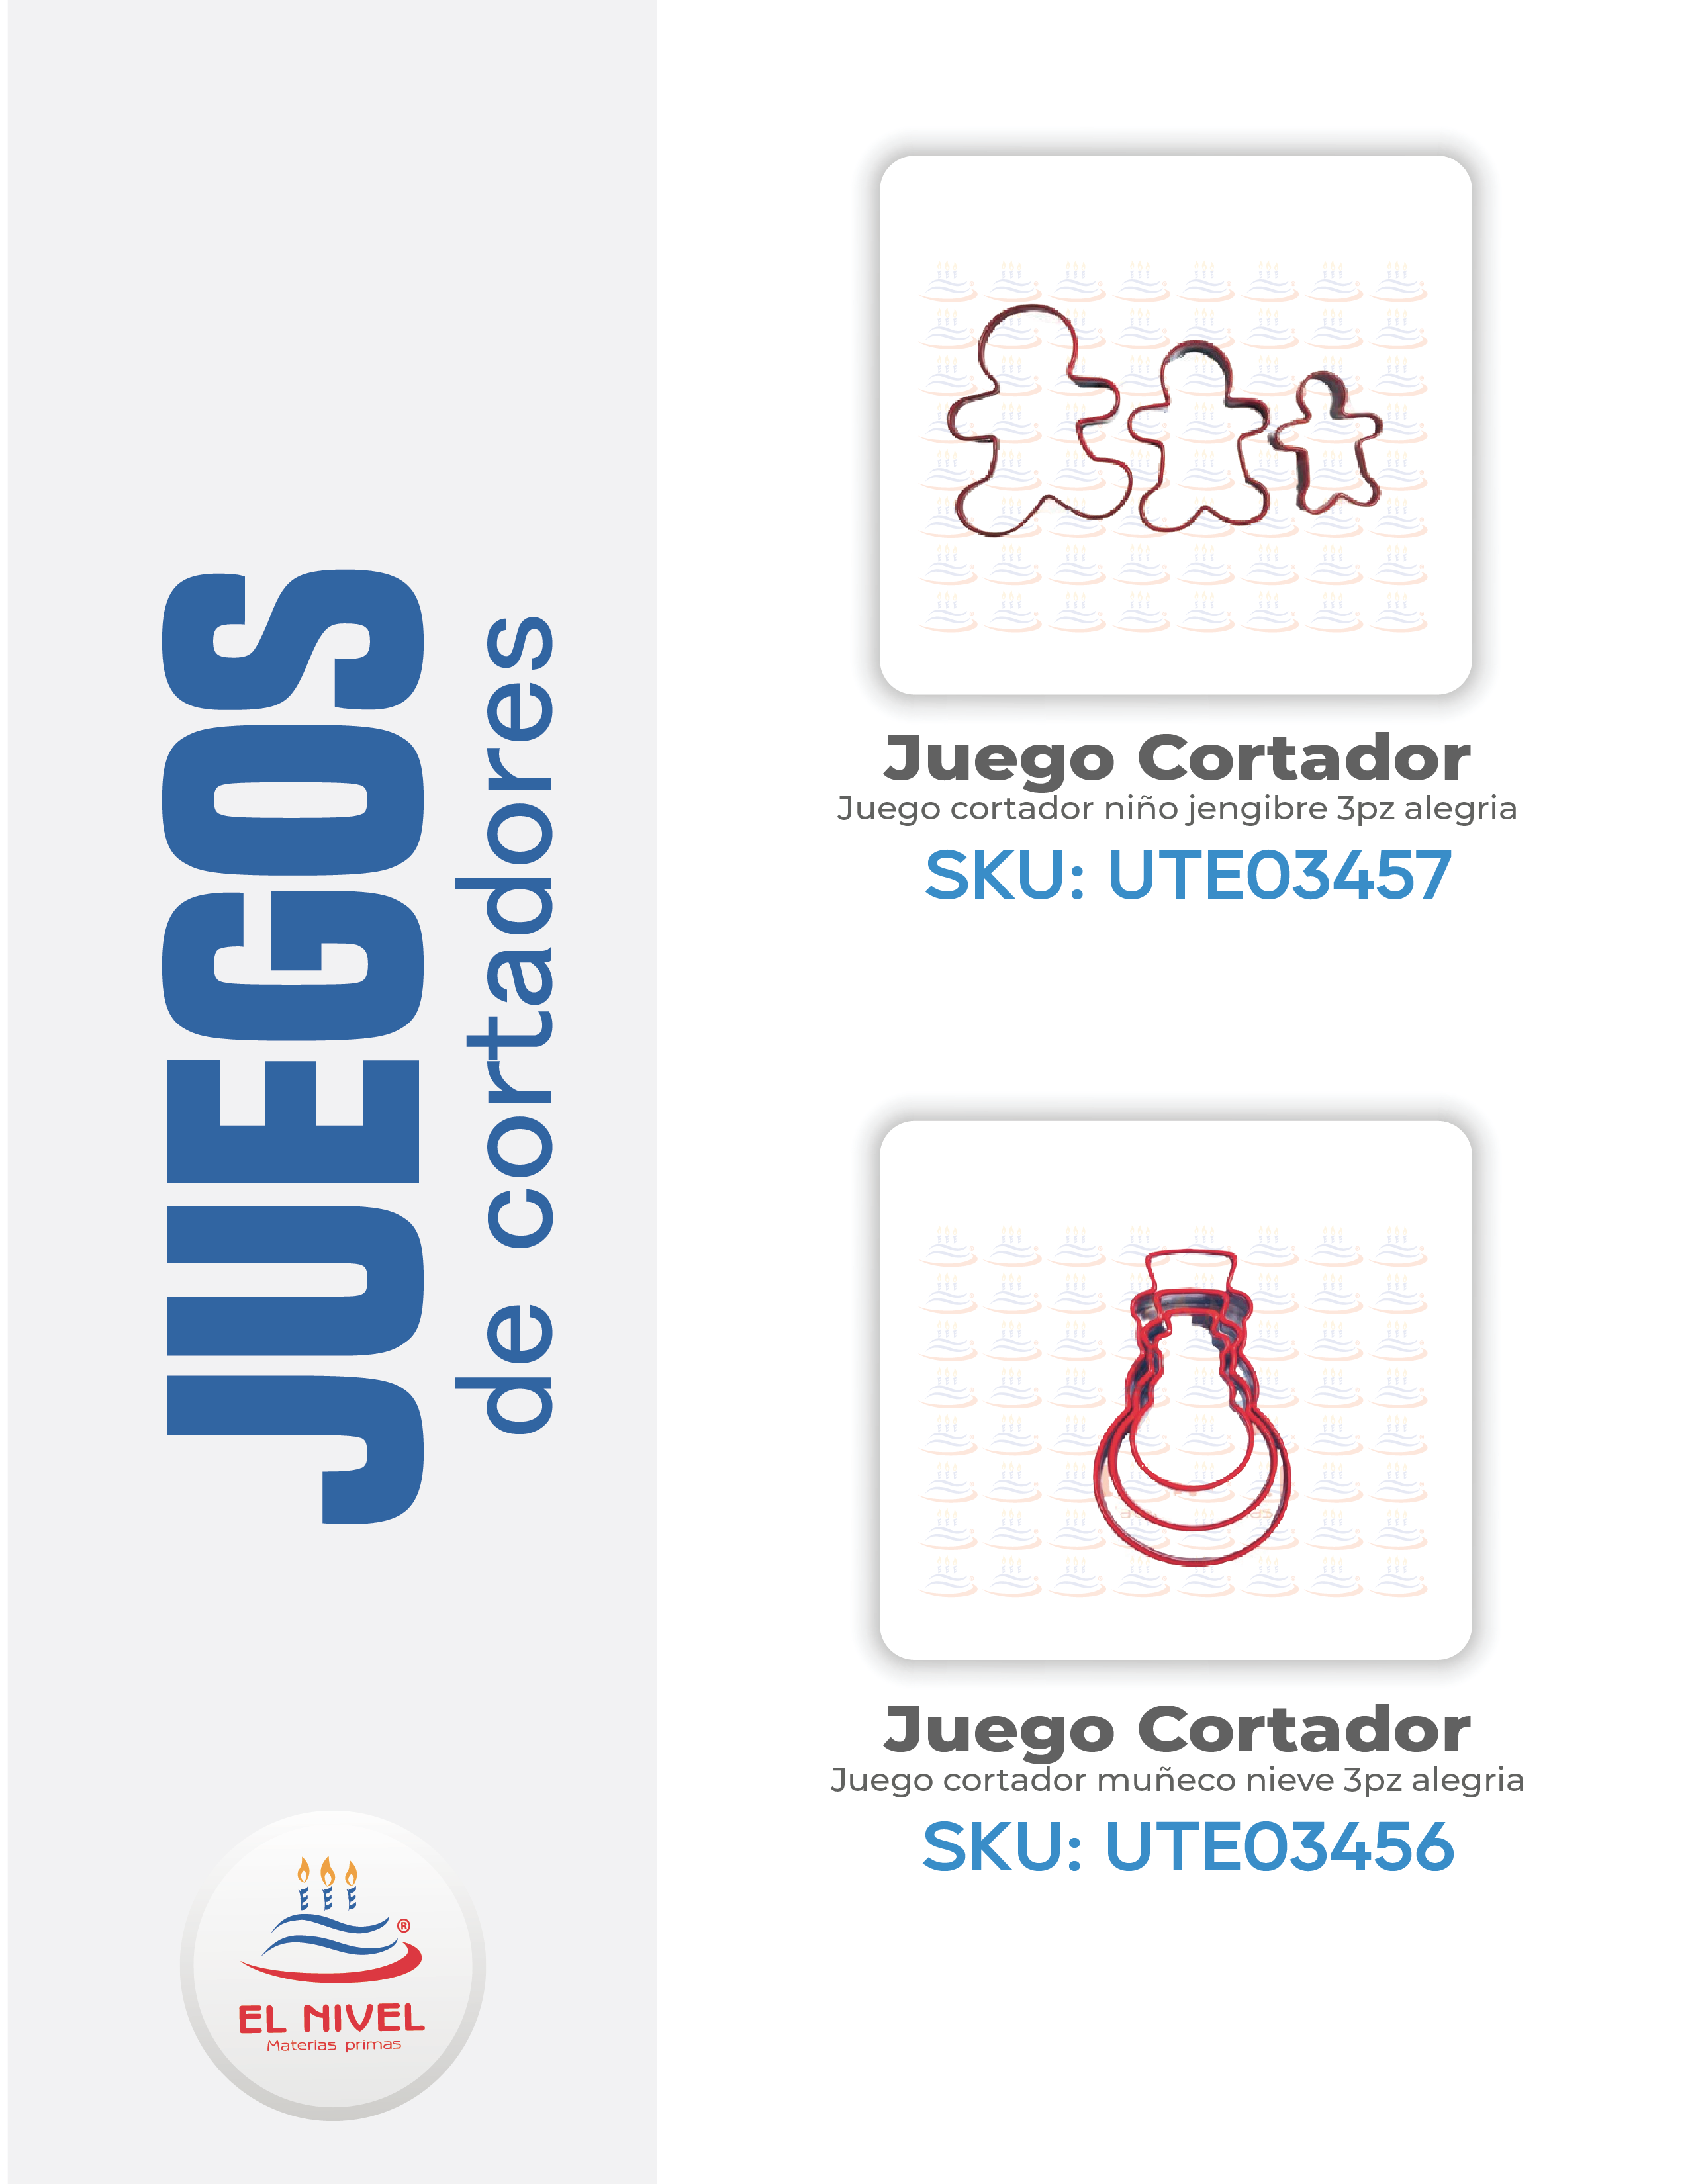 JUEGOS
de cortadores
Juego Cortador
Juego cortador niño jengibre 3pz alegria
SKU: UTE03457
Juego Cortador
Juego cortador muñeco nieve 3pz alegria
SKU: UTE03456
®
EL NIVEL
Materias primas